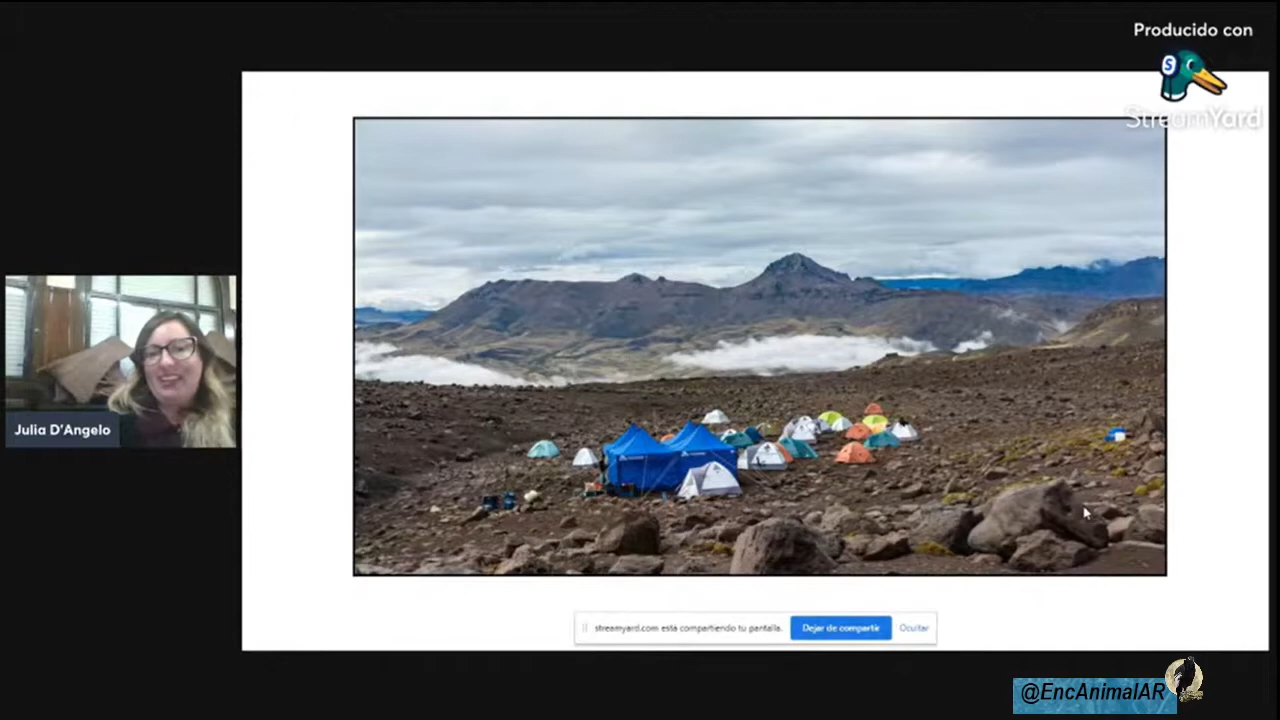 Producido con
StreamYard
Julia D'Angelo
streamyard.com está compartiendo tu pantalla.
Dejar de compartir
Ocultar
@EncAnimalAR